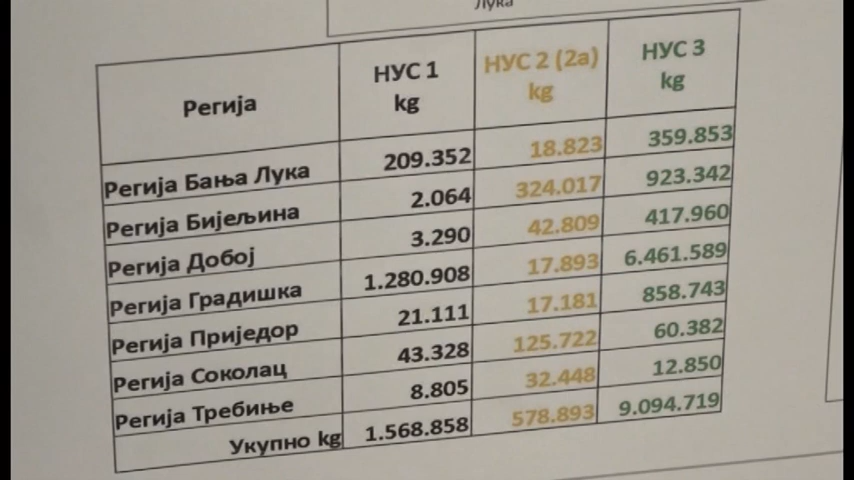 Лука
Регија НУС 1 kg НУС 2 (2а) kg НУС 3 kg
Регија Бања Лука 209.352 18.823 359.853
Регија Бијељина 2.064 324.017 923.342
Регија Добој 3.290 42.809 417.960
Регија Градишка 1.280.908 17.893 6.461.589
Регија Приједор 21.111 17.181 858.743
Регија Соколац 43.328 125.722 60.382
Регија Требиње 8.805 32.448 12.850
Укупно kg 1.568.858 578.893 9.094.719